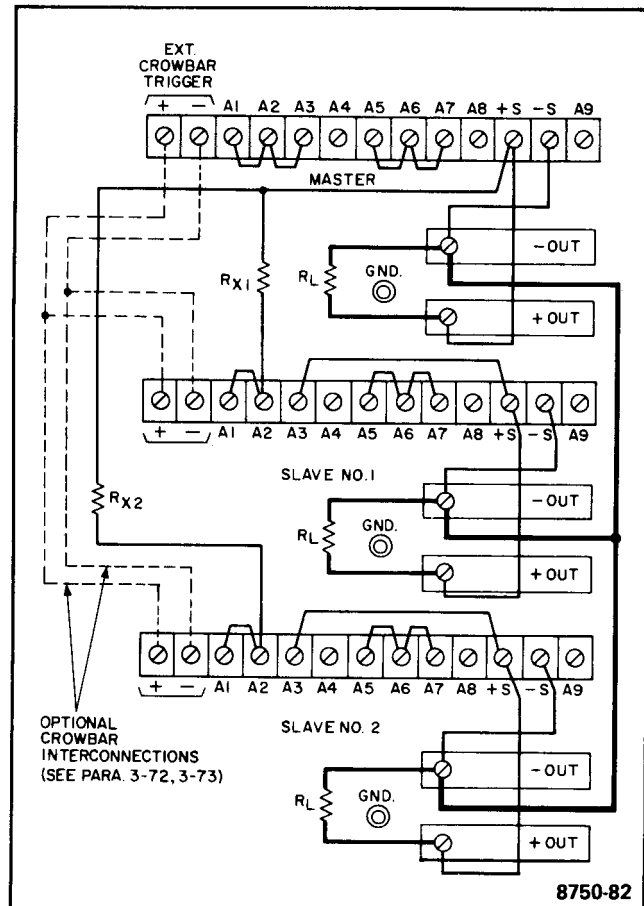 EXT.
CROWBAR
TRIGGER
+ − A1 A2 A3 A4 A5 A6 A7 A8 +S −S A9
MASTER
− OUT
RX1
RL
GND.
+ OUT
+ − A1 A2 A3 A4 A5 A6 A7 A8 +S −S A9
SLAVE NO. 1
RX2
− OUT
RL
GND.
+ OUT
+ − A1 A2 A3 A4 A5 A6 A7 A8 +S −S A9
OPTIONAL
CROWBAR
INTERCONNECTIONS
(SEE PARA. 3-72, 3-73)
SLAVE NO. 2
− OUT
RL
GND.
+ OUT
8750-82